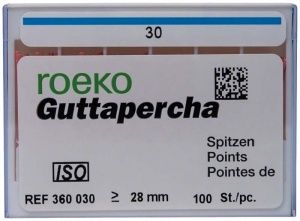 30
roeko
Guttapercha
Spitzen
Points
Pointes de
ISO
REF 360 030 ≥ 28 mm 100 St./pc.